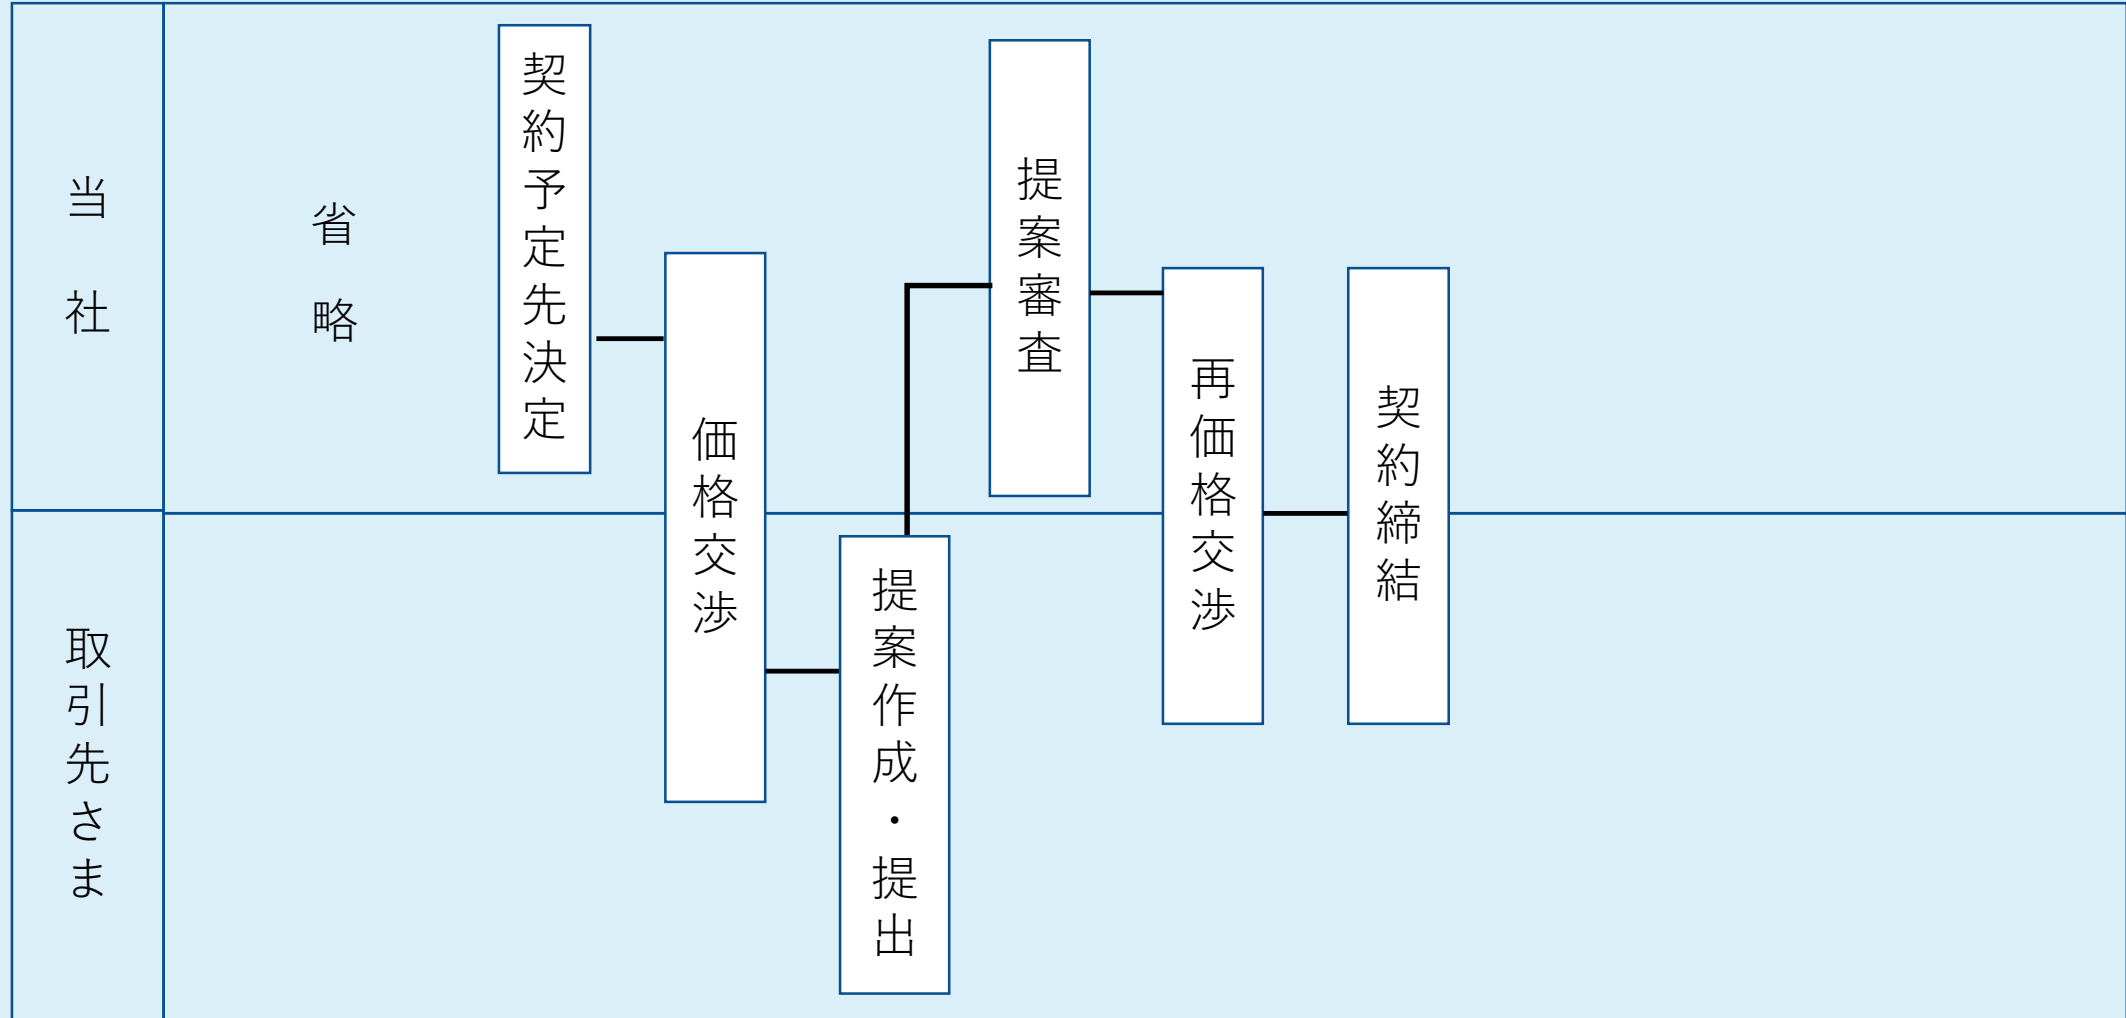 当社
取引先さま
省略
契約予定先決定
価格交渉
提案作成・提出
提案審査
再価格交渉
契約締結